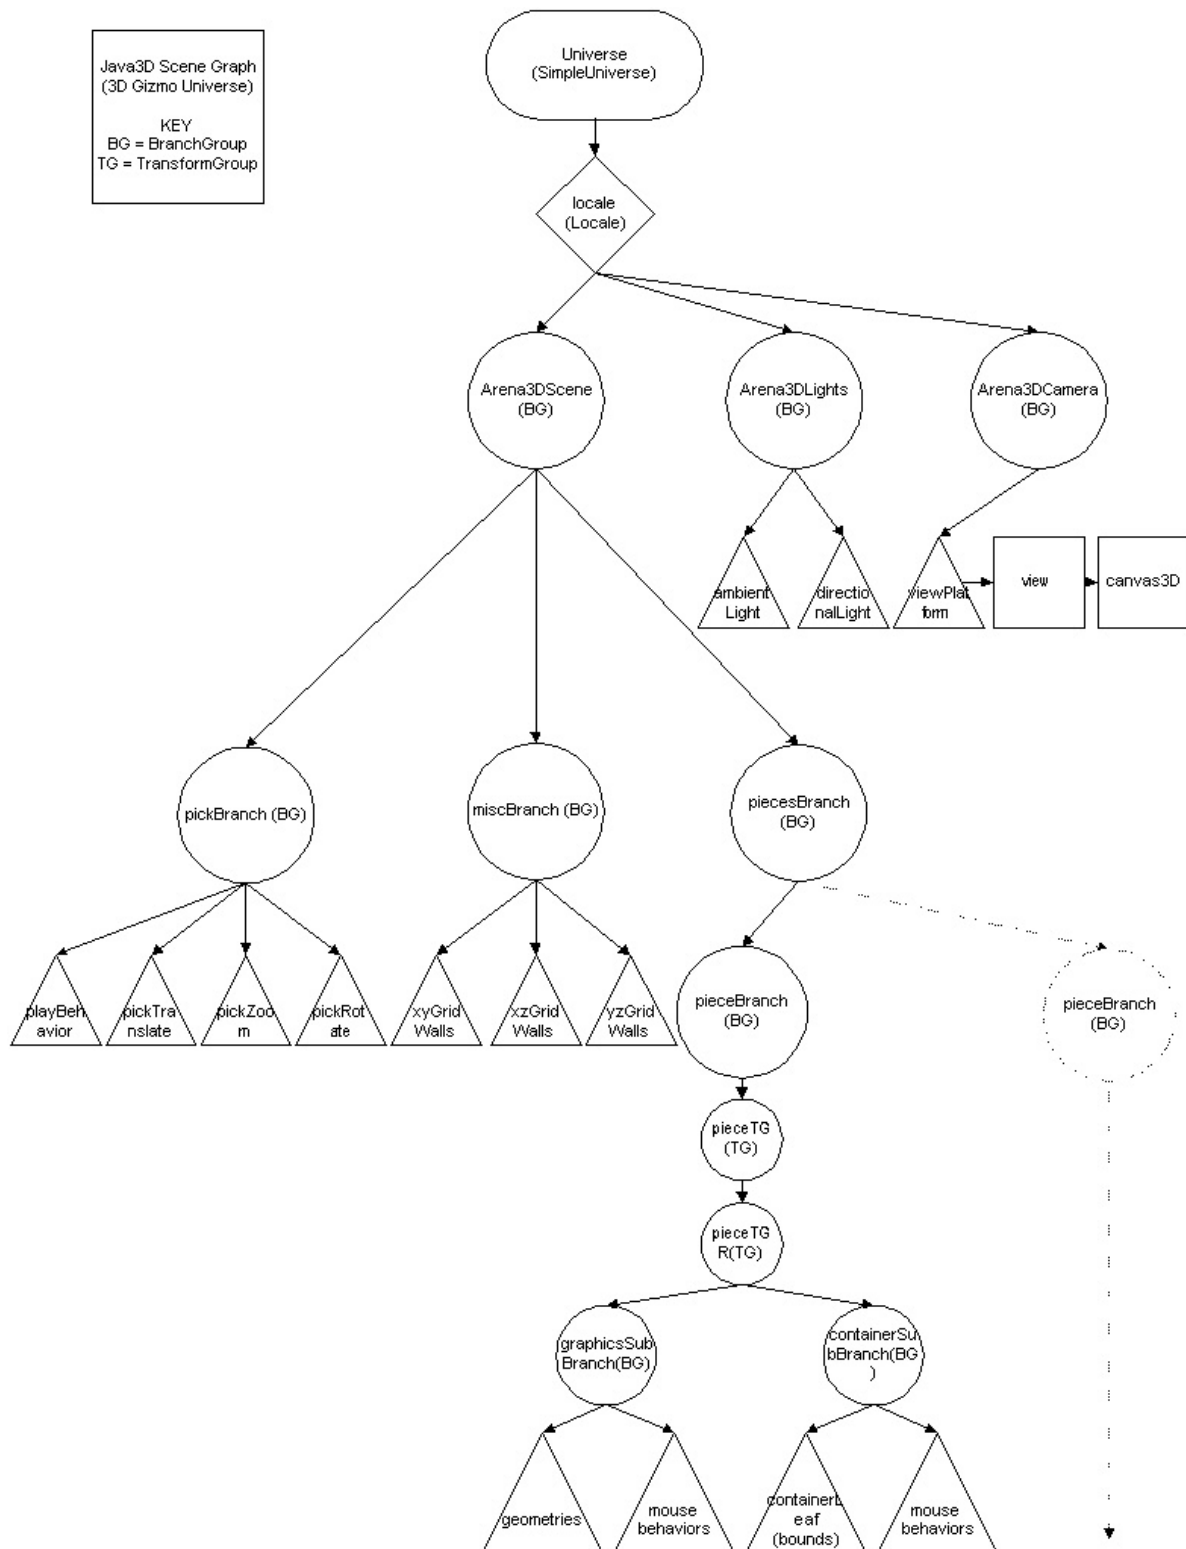 Java3D Scene Graph
(3D Gizmo Universe)
KEY
BG = BranchGroup
TG = TransformGroup
Universe
(SimpleUniverse)
locale
(Locale)
Arena3DScene
(BG)
Arena3DLights
(BG)
Arena3DCamera
(BG)
ambient
Light
directio
nalLight
viewPlat
form
view
canvas3D
pickBranch (BG)
miscBranch (BG)
piecesBranch
(BG)
playBeh
avior
pickTra
nslate
pickZoo
m
pickRot
ate
xyGrid
Walls
xzGrid
Walls
yzGrid
Walls
pieceBranch
(BG)
pieceBranch
(BG)
pieceTG
(TG)
pieceTG
R(TG)
graphicsSub
Branch(BG)
containerSu
bBranch(BG
)
geometries
mouse
behaviors
containerL
eaf
(bounds)
mouse
behaviors